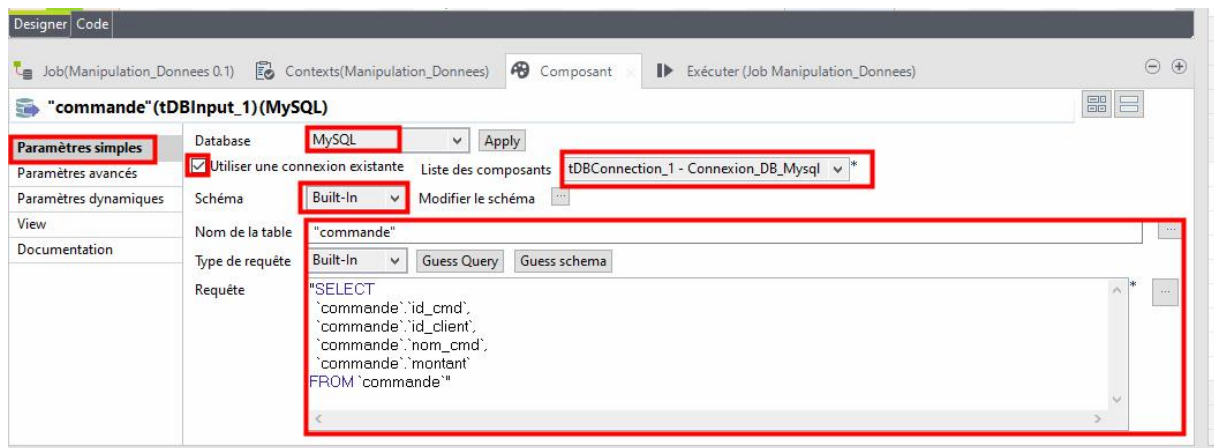 Designer Code
Job(Manipulation_Donnees 0.1) Contexts(Manipulation_Donnees) Composant Exécuter (Job Manipulation_Donnees)
"commande"(tDBInput_1)(MySQL)
Paramètres simples
Paramètres avancés
Paramètres dynamiques
View
Documentation
Database MySQL Apply
Utiliser une connexion existante Liste des composants tDBConnection_1 - Connexion_DB_Mysql *
Schéma Built-In Modifier le schéma ...
Nom de la table "commande" ...
Type de requête Built-In Guess Query Guess schema
Requête "SELECT * ...
`commande`.`id_cmd`,
`commande`.`id_client`,
`commande`.`nom_cmd`,
`commande`.`montant`
FROM `commande`"